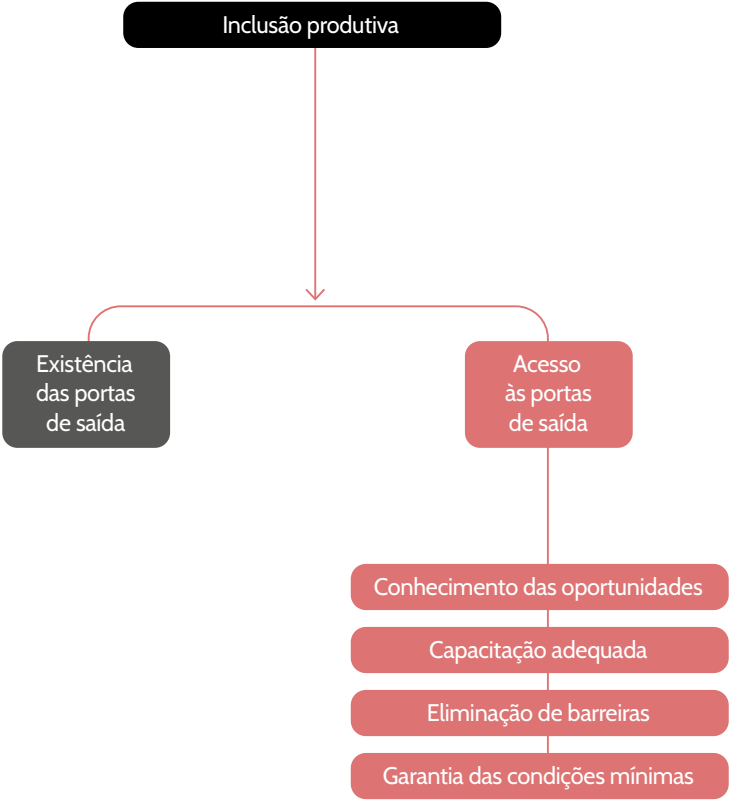 Inclusão produtiva
Existência
das portas
de saída
Acesso
às portas
de saída
Conhecimento das oportunidades
Capacitação adequada
Eliminação de barreiras
Garantia das condições mínimas